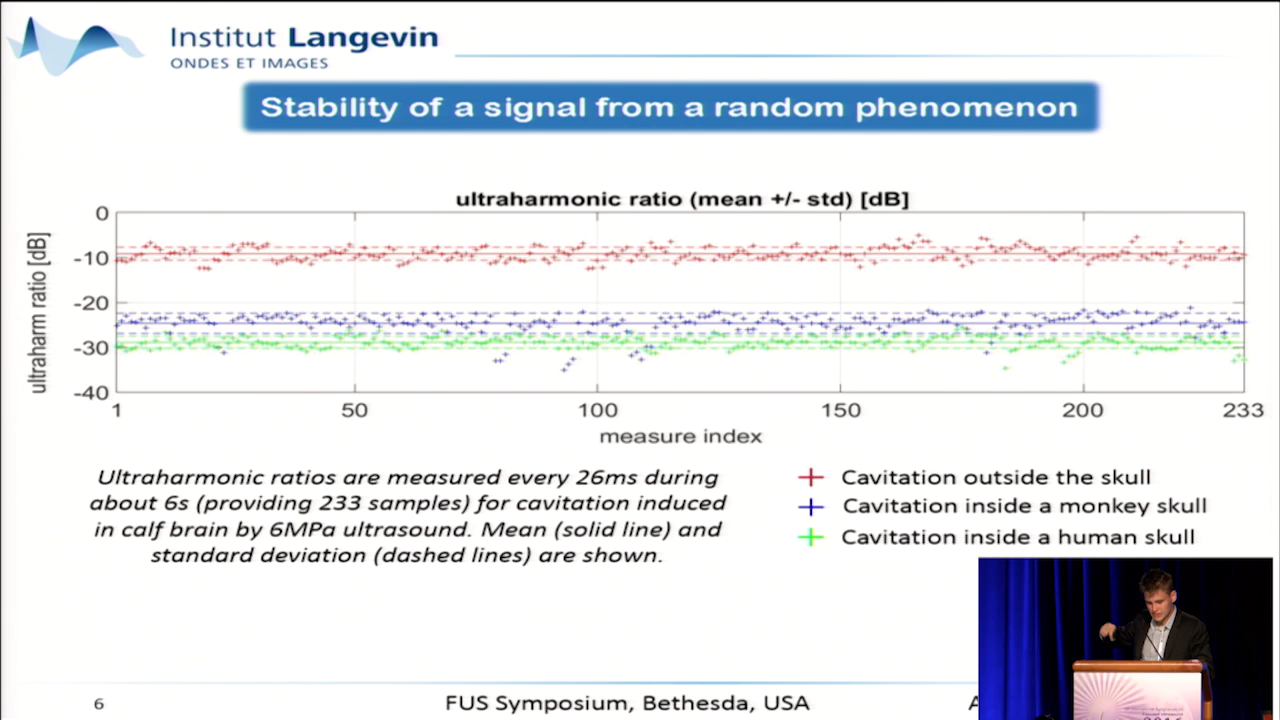 Institut Langevin
ONDES ET IMAGES
Stability of a signal from a random phenomenon
ultraharmonic ratio (mean +/- std) [dB]
ultraharm ratio [dB]
0
-10
-20
-30
-40
1 50 100 150 200 233
measure index
Ultraharmonic ratios are measured every 26ms during
about 6s (providing 233 samples) for cavitation induced
in calf brain by 6MPa ultrasound. Mean (solid line) and
standard deviation (dashed lines) are shown.
Cavitation outside the skull
Cavitation inside a monkey skull
Cavitation inside a human skull
6
FUS Symposium, Bethesda, USA
A